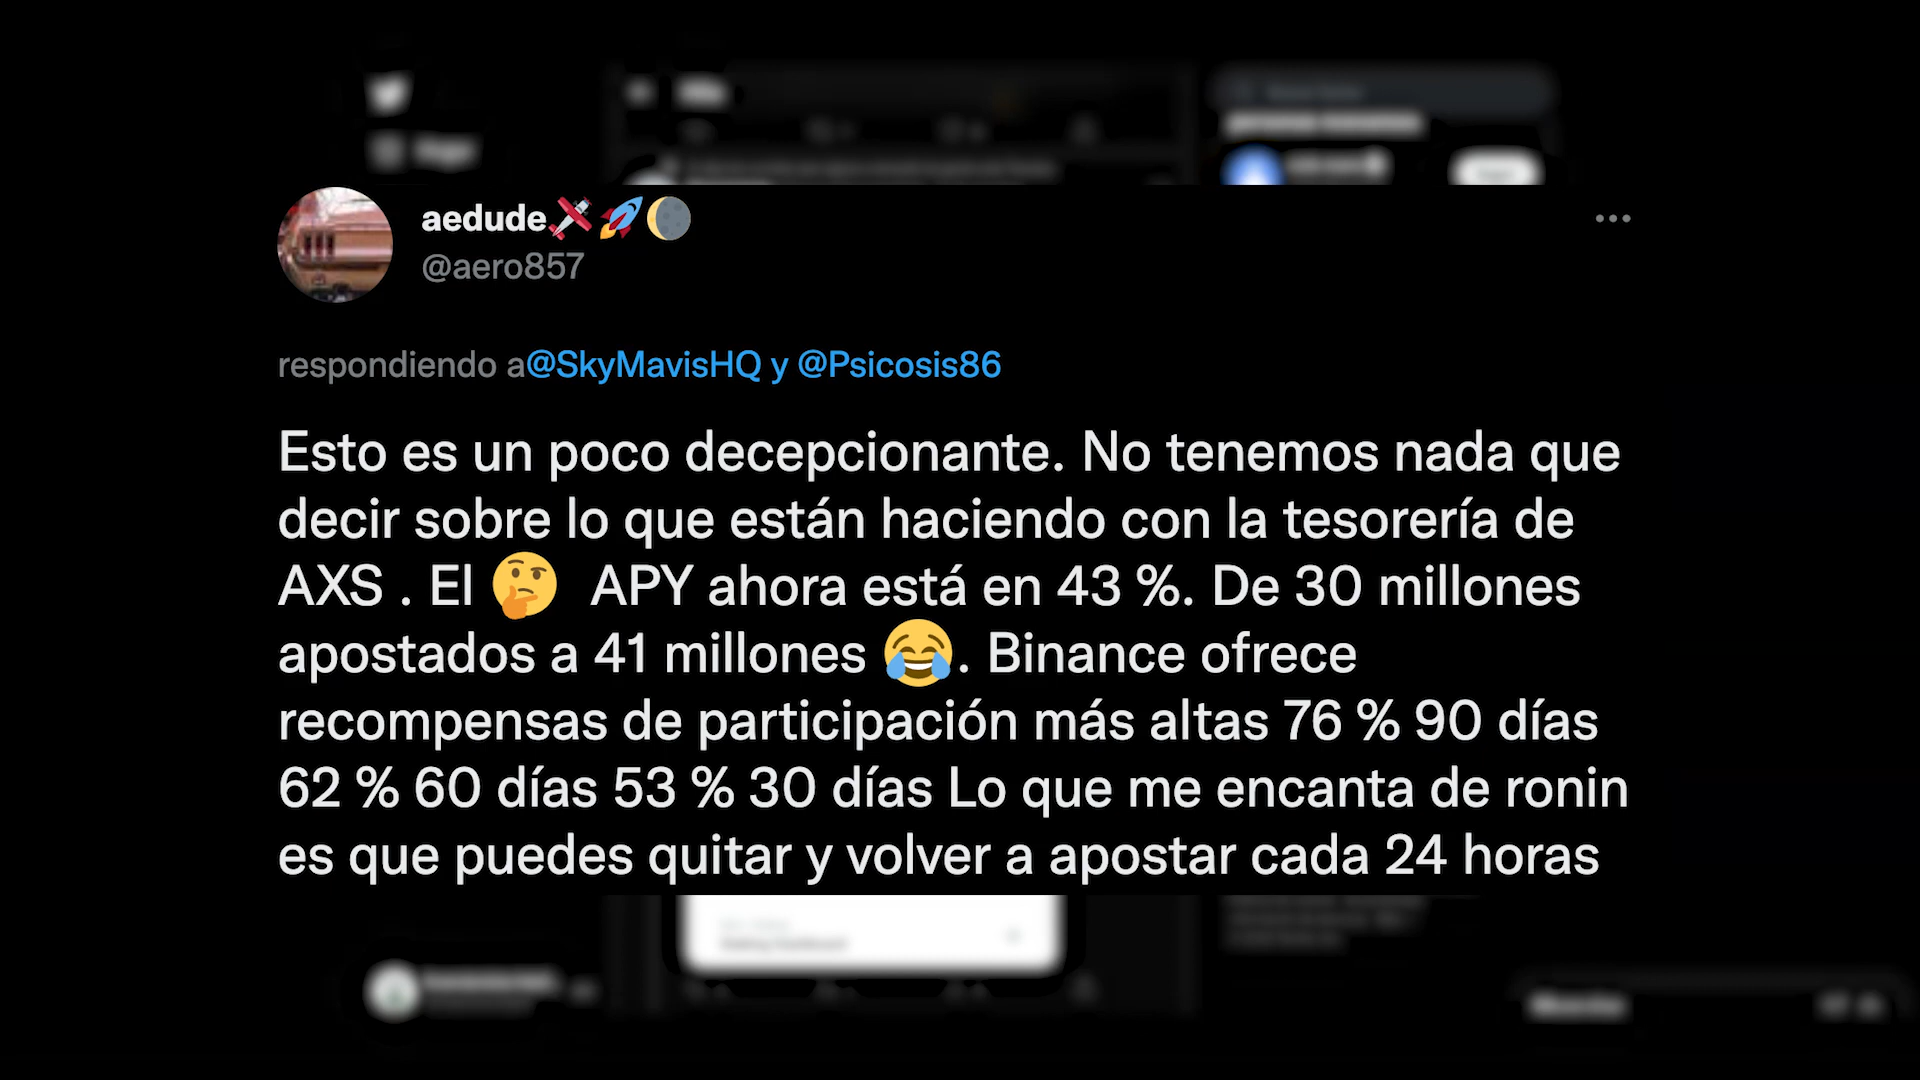 aedude
@aero857
respondiendo a@SkyMavisHQ y @Psicosis86
Esto es un poco decepcionante. No tenemos nada que
decir sobre lo que están haciendo con la tesorería de
AXS . El 🤔 APY ahora está en 43 %. De 30 millones
apostados a 41 millones 😂. Binance ofrece
recompensas de participación más altas 76 % 90 días
62 % 60 días 53 % 30 días Lo que me encanta de ronin
es que puedes quitar y volver a apostar cada 24 horas